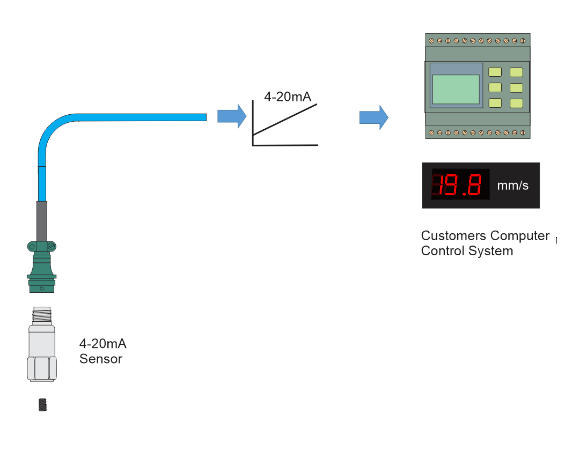 4-20mA
19.8 mm/s
Customers Computer
Control System
4-20mA
Sensor